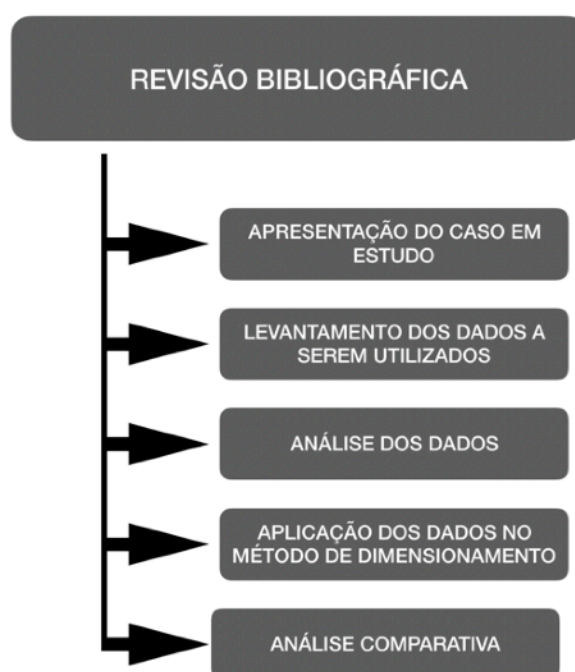 REVISÃO BIBLIOGRÁFICA
APRESENTAÇÃO DO CASO EM
ESTUDO
LEVANTAMENTO DOS DADOS A
SEREM UTILIZADOS
ANÁLISE DOS DADOS
APLICAÇÃO DOS DADOS NO
MÉTODO DE DIMENSIONAMENTO
ANÁLISE COMPARATIVA